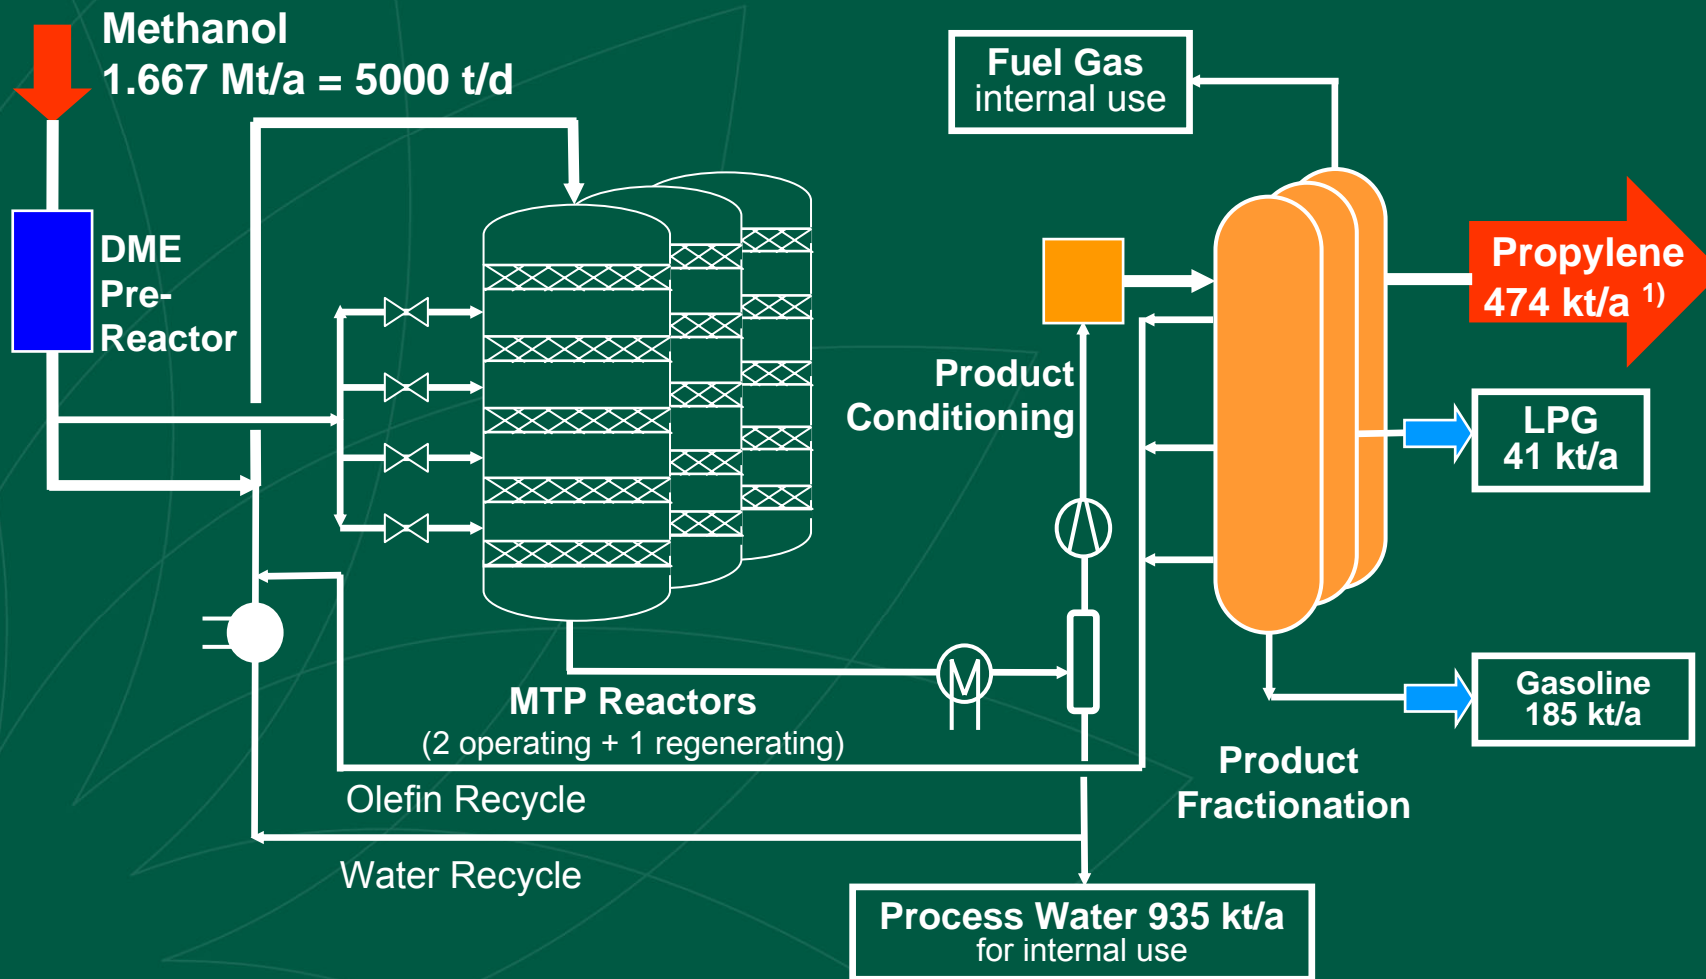 Methanol
1.667 Mt/a = 5000 t/d
Fuel Gas
internal use
DME
Pre-
Reactor
Propylene
474 kt/a 1)
Product
Conditioning
LPG
41 kt/a
MTP Reactors
(2 operating + 1 regenerating)
Gasoline
185 kt/a
Product
Fractionation
Olefin Recycle
Water Recycle
Process Water 935 kt/a
for internal use